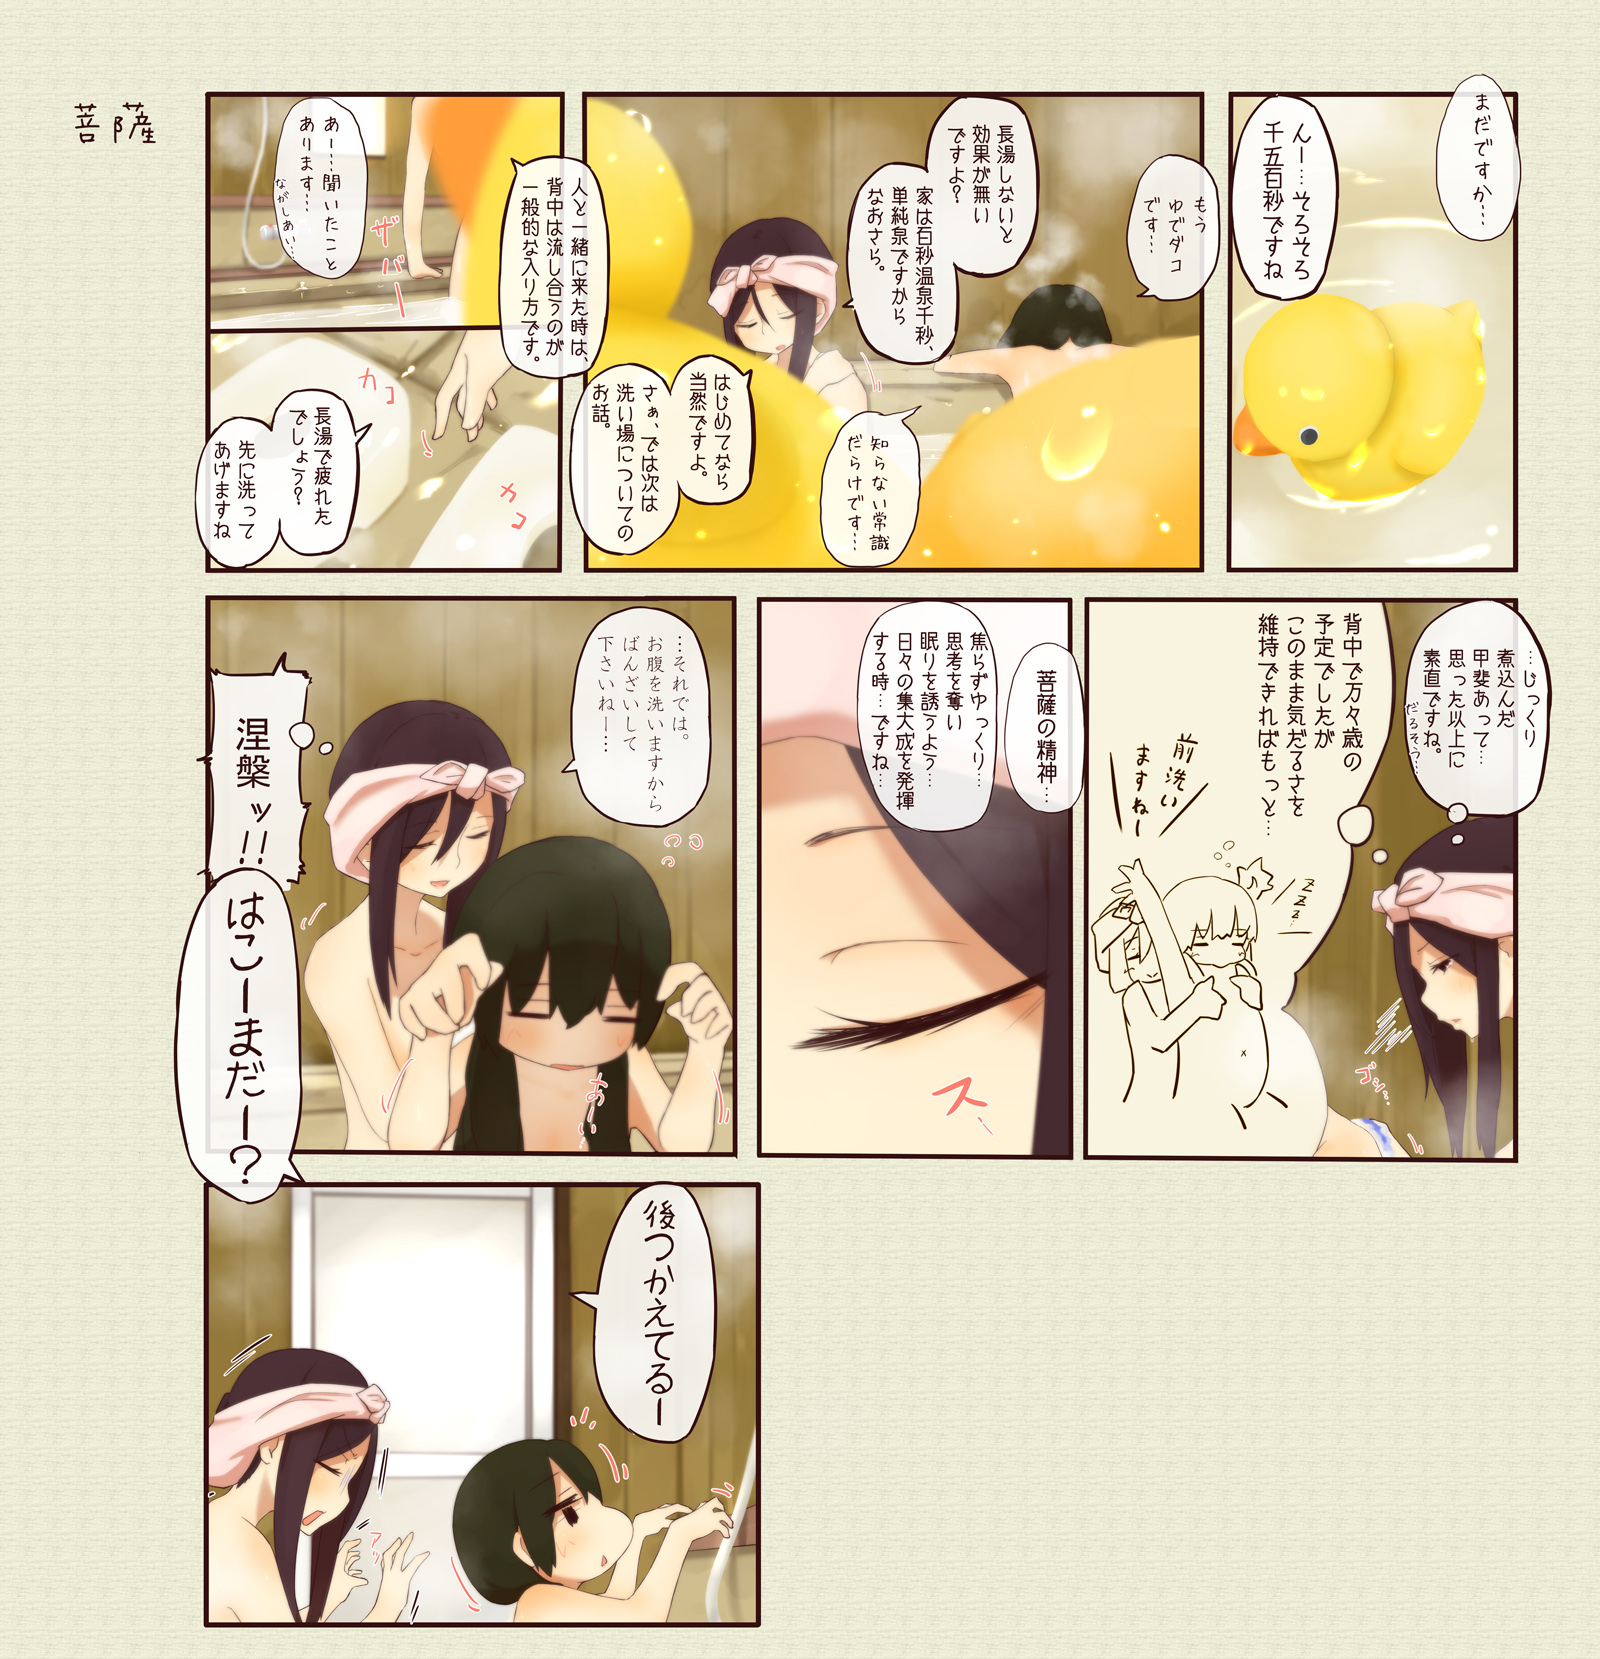 菩薩
まだですか…
んー…そろそろ
千五百秒ですね
もう
ゆでダコ
です…
長湯しないと
効果が無い
ですよ?
家は百秒温泉千秒、
単純泉ですから
なおさら。
知らない常識
だらけです…
はじめてなら
当然ですよ。
さぁ、では次は
洗い場についての
お話。
人と一緒に来た時は、
背中は流し合うのが
一般的な入り方です。
あー…聞いたこと
あります…
ながしあい…
ザバー
カコ
カコ
長湯で疲れた
でしょう?
先に洗って
あげますね
…じっくり
煮込んだ
甲斐あって…
思った以上に
素直ですね。
だるそう…
背中で万々歳の
予定でしたが
このまま気だるさを
維持できればもっと…
前洗い
ますねー
zzz
ゴシ…
菩薩の精神…
焦らずゆっくり…
思考を奪い
眠りを誘うよう…
日々の集大成を発揮
する時…ですね…
ス…
…それでは。
お腹を洗いますから
ばんざいして
下さいねー…
あーい…
涅槃ッ!!
はこーまだー?
後つかえてるー
アッ